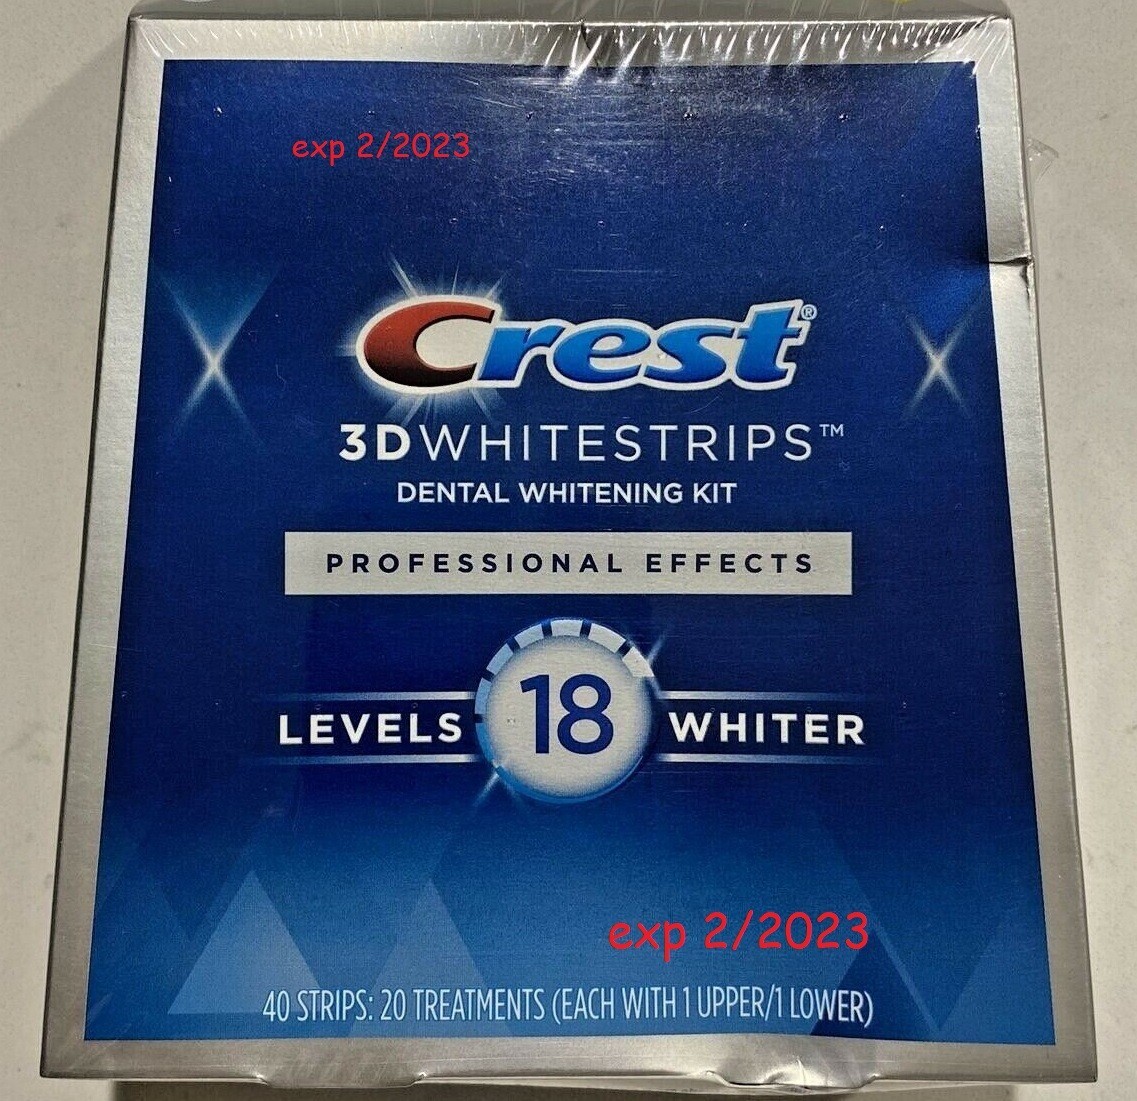 exp 2/2023
Crest®
3DWHITESTRIPS™
DENTAL WHITENING KIT
PROFESSIONAL EFFECTS
LEVELS 18 WHITER
exp 2/2023
40 STRIPS: 20 TREATMENTS (EACH WITH 1 UPPER/1 LOWER)